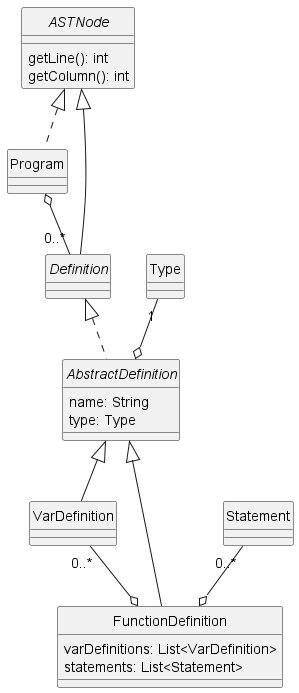 ASTNode
getLine(): int
getColumn(): int
Program
0..*
Definition
Type
1
AbstractDefinition
name: String
type: Type
VarDefinition
Statement
0..*
0..*
FunctionDefinition
varDefinitions: List<VarDefinition>
statements: List<Statement>